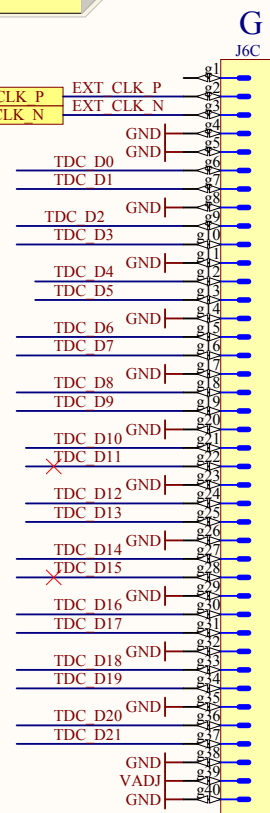 G
J6C
g1
CLK_P EXT_CLK_P g2
CLK_N EXT_CLK_N g3
GND g4
GND g5
TDC_D0 g6
TDC_D1 g7
GND g8
TDC_D2 g9
TDC_D3 g10
GND g11
TDC_D4 g12
TDC_D5 g13
GND g14
TDC_D6 g15
TDC_D7 g16
GND g17
TDC_D8 g18
TDC_D9 g19
GND g20
TDC_D10 g21
TDC_D11 g22
GND g23
TDC_D12 g24
TDC_D13 g25
GND g26
TDC_D14 g27
TDC_D15 g28
GND g29
TDC_D16 g30
TDC_D17 g31
GND g32
TDC_D18 g33
TDC_D19 g34
GND g35
TDC_D20 g36
TDC_D21 g37
GND g38
VADJ g39
GND g40